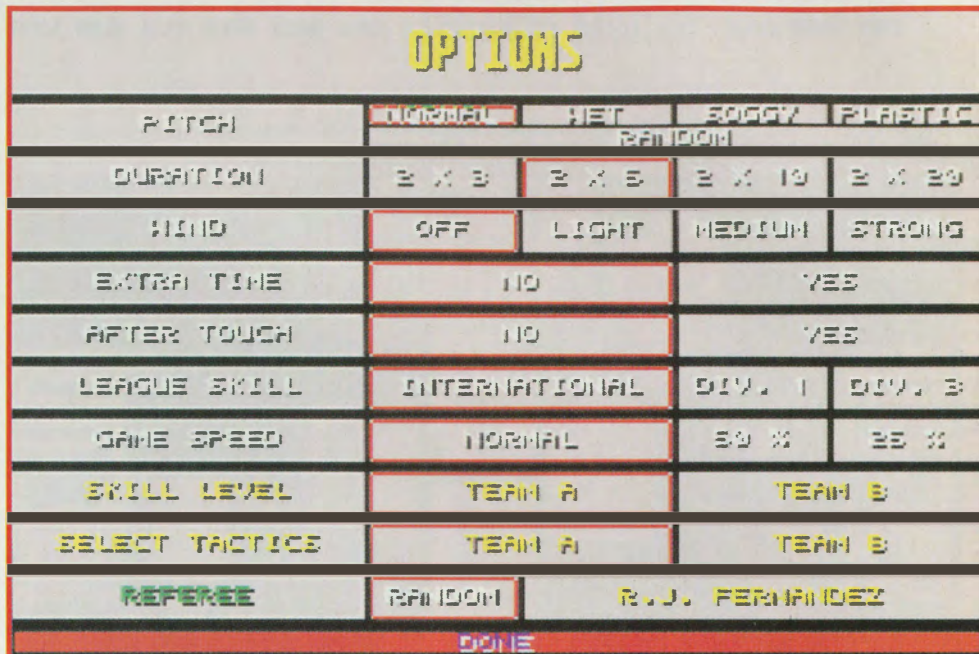 OPTIONS
PITCH NORMAL WET SOGGY PLASTIC
RANDOM
DURATION 2 X 3 2 X 5 2 X 10 2 X 20
WIND OFF LIGHT MEDIUM STRONG
EXTRA TIME NO YES
AFTER TOUCH NO YES
LEAGUE SKILL INTERNATIONAL DIV. 1 DIV. 3
GAME SPEED NORMAL 50 % 25 %
SKILL LEVEL TEAM A TEAM B
SELECT TACTICS TEAM A TEAM B
REFEREE RANDOM R.J. FERNANDEZ
DONE